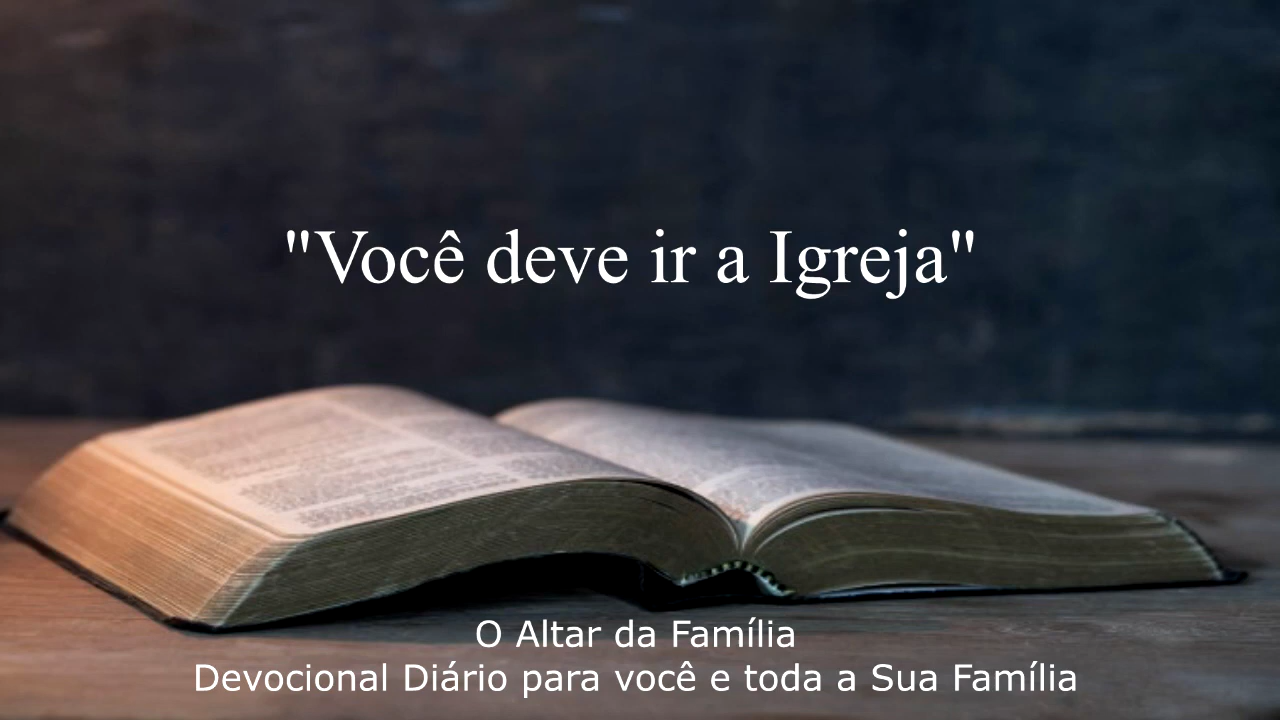 "Você deve ir a Igreja"
O Altar da Família
Devocional Diário para você e toda a Sua Família